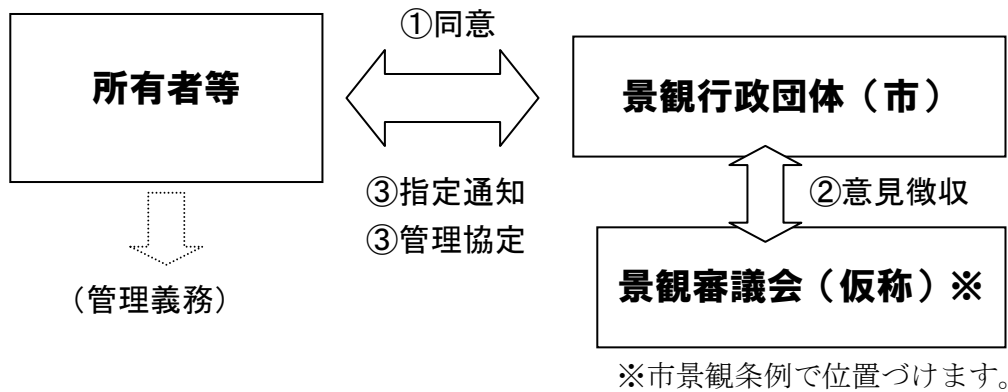 ①同意
所有者等
景観行政団体（市）
③指定通知
③管理協定
②意見徴収
（管理義務）
景観審議会（仮称）※
※市景観条例で位置づけます。